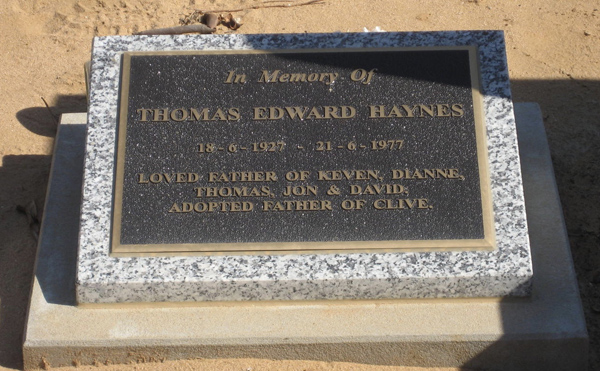 In Memory Of
THOMAS EDWARD HAYNES
18-6-1927 - 21-6-1977
LOVED FATHER OF KEVEN, DIANNE,
THOMAS, JON & DAVID.
ADOPTED FATHER OF CLIVE.